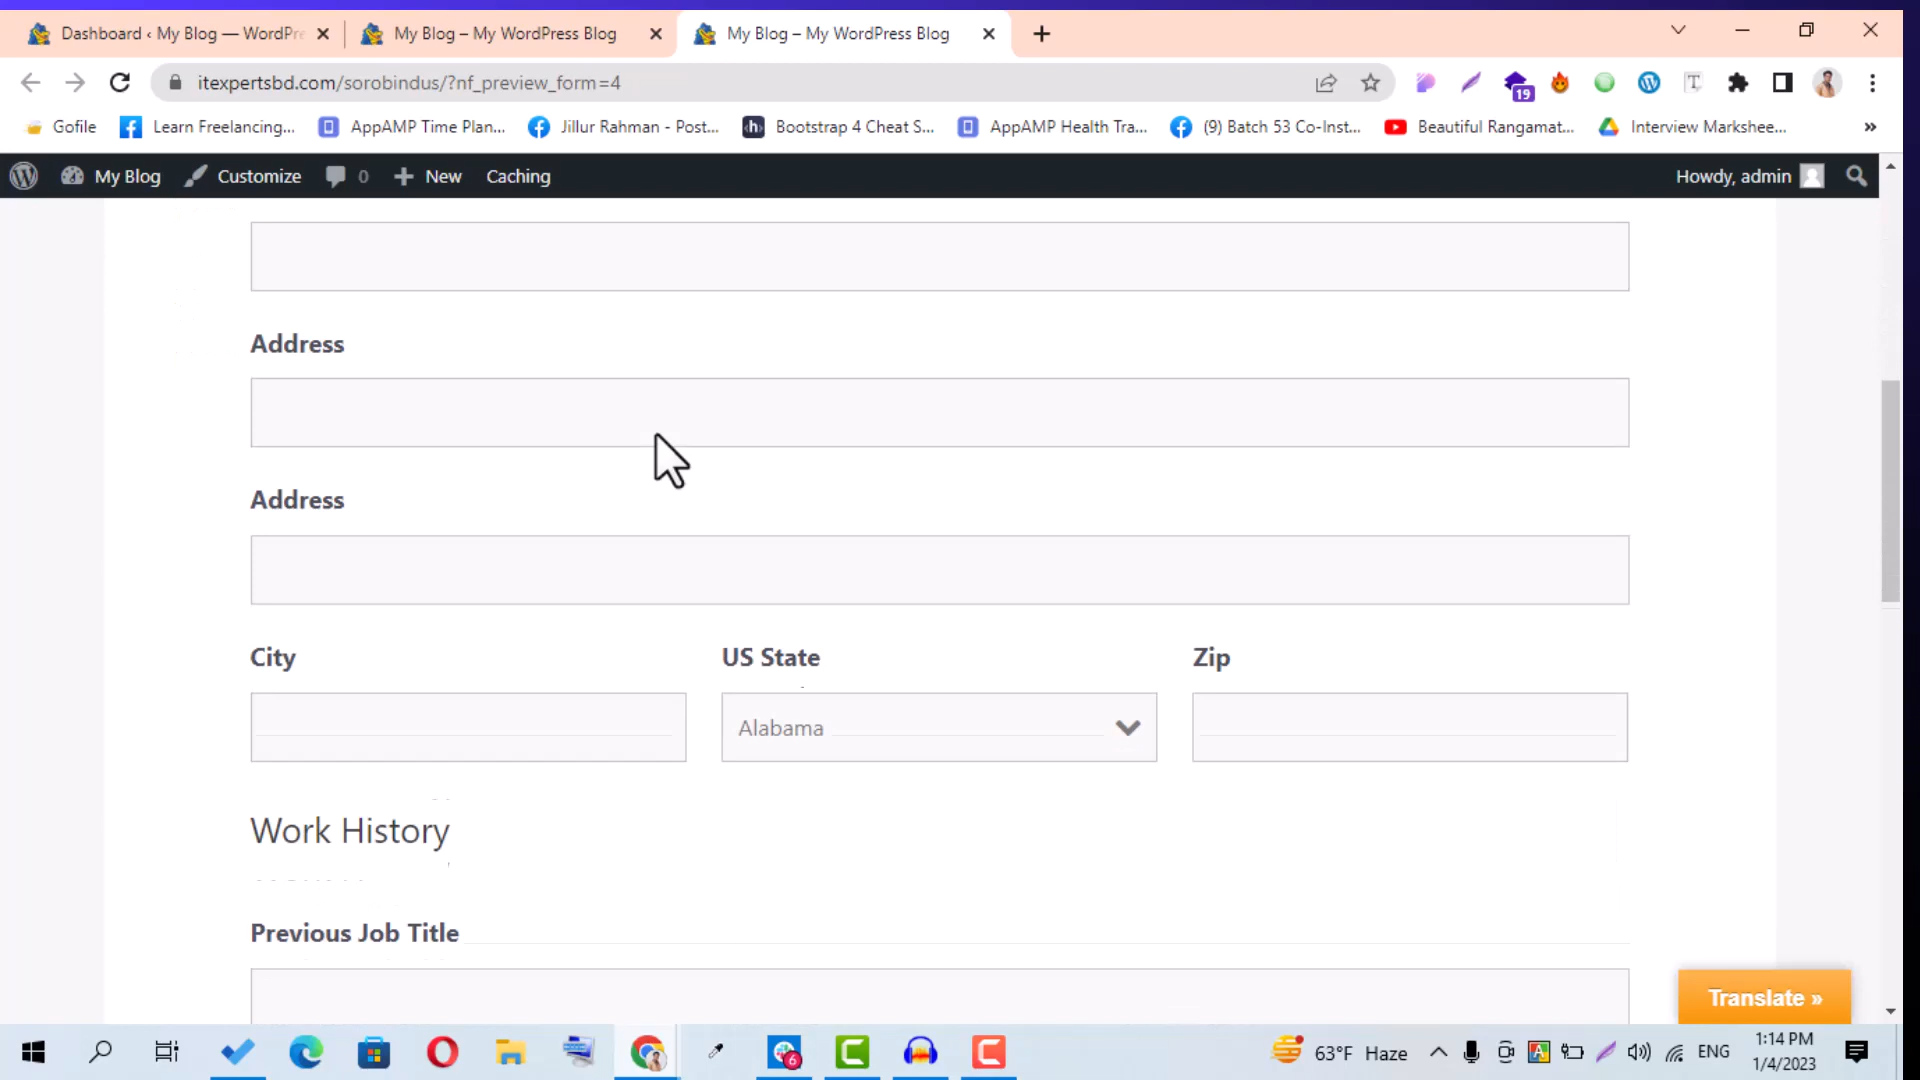 Dashboard ‹ My Blog — WordPre
My Blog – My WordPress Blog
My Blog – My WordPress Blog
itexpertsbd.com/sorobindus/?nf_preview_form=4
19
Gofile
Learn Freelancing...
AppAMP Time Plan...
Jillur Rahman - Post...
Bootstrap 4 Cheat S...
AppAMP Health Tra...
(9) Batch 53 Co-Inst...
Beautiful Rangamat...
Interview Markshee...
»
My Blog
Customize
0
New
Caching
Howdy, admin
Address
Address
City
US State
Zip
Alabama
Work History
Previous Job Title
Translate »
6
63°F Haze
ENG
1:14 PM
1/4/2023